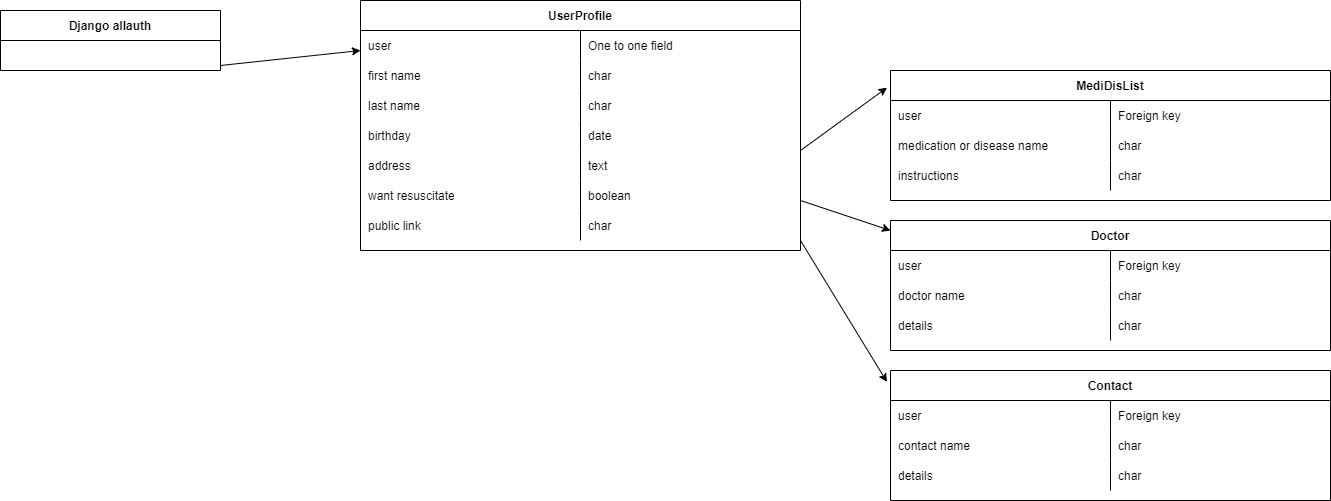 Django allauth
UserProfile
user One to one field
first name char
last name char
birthday date
address text
want resuscitate boolean
public link char
MediDisList
user Foreign key
medication or disease name char
instructions char
Doctor
user Foreign key
doctor name char
details char
Contact
user Foreign key
contact name char
details char